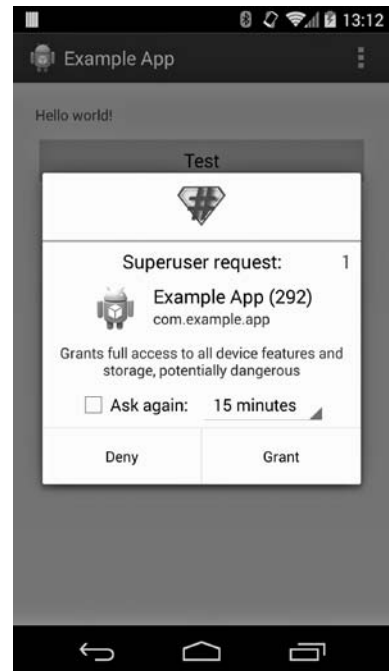 13:12
Example App
Hello world!
Test
#
Superuser request: 1
Example App (292)
com.example.app
Grants full access to all device features and
storage, potentially dangerous
Ask again: 15 minutes
Deny Grant